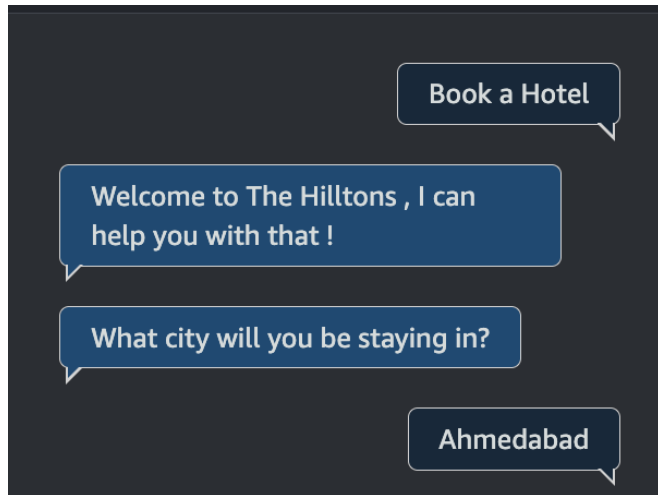 Book a Hotel
Welcome to The Hilltons , I can
help you with that !
What city will you be staying in?
Ahmedabad